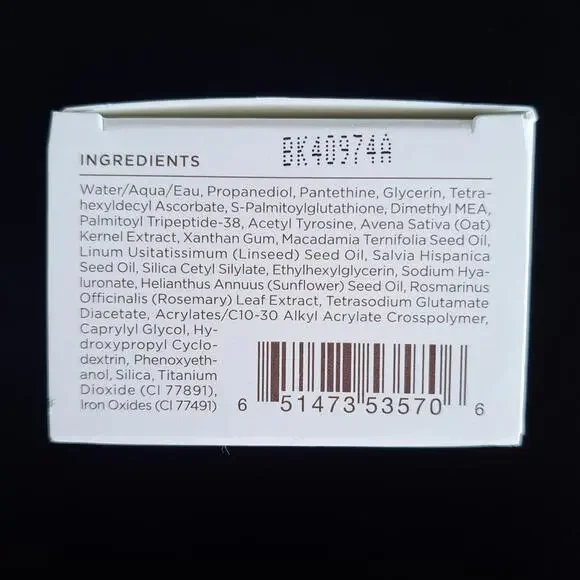 BK40974A
INGREDIENTS
Water/Aqua/Eau, Propanediol, Pantethine, Glycerin, Tetra-
hexyldecyl Ascorbate, S-Palmitoylglutathione, Dimethyl MEA,
Palmitoyl Tripeptide-38, Acetyl Tyrosine, Avena Sativa (Oat)
Kernel Extract, Xanthan Gum, Macadamia Ternifolia Seed Oil,
Linum Usitatissimum (Linseed) Seed Oil, Salvia Hispanica
Seed Oil, Silica Cetyl Silylate, Ethylhexylglycerin, Sodium Hya-
luronate, Helianthus Annuus (Sunflower) Seed Oil, Rosmarinus
Officinalis (Rosemary) Leaf Extract, Tetrasodium Glutamate
Diacetate, Acrylates/C10-30 Alkyl Acrylate Crosspolymer,
Caprylyl Glycol, Hy-
droxypropyl Cyclo-
dextrin, Phenoxyeth-
anol, Silica, Titanium
Dioxide (CI 77891),
Iron Oxides (CI 77491)
6 51473 53570 6